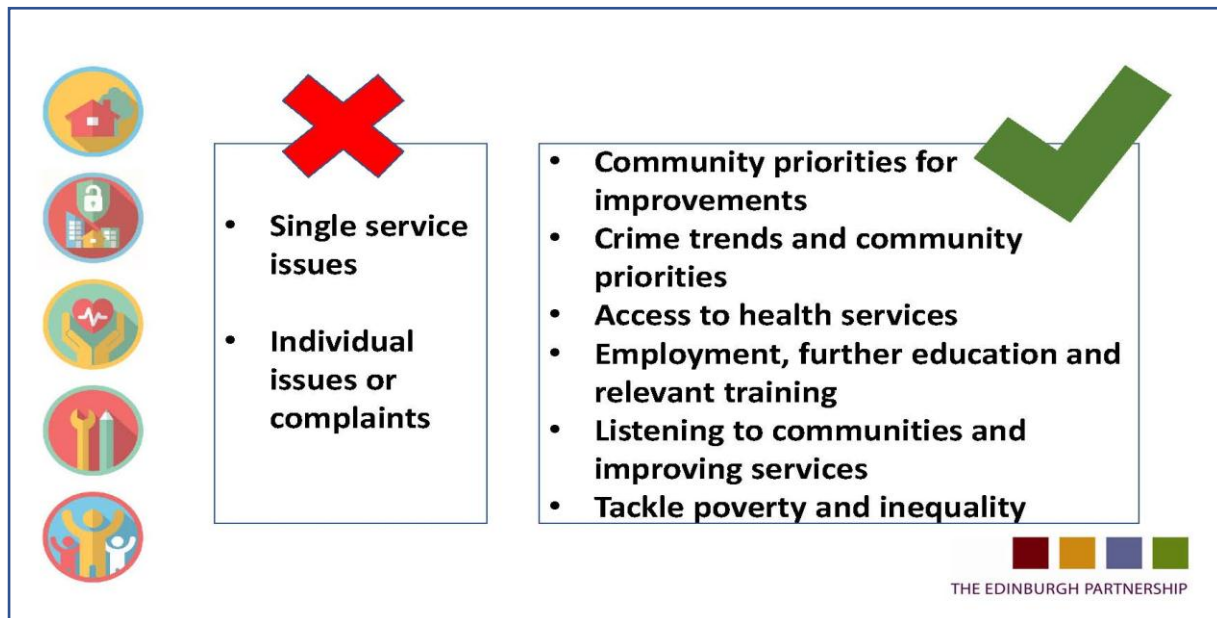 • Single service
issues
• Individual
issues or
complaints
• Community priorities for
improvements
• Crime trends and community
priorities
• Access to health services
• Employment, further education and
relevant training
• Listening to communities and
improving services
• Tackle poverty and inequality
THE EDINBURGH PARTNERSHIP